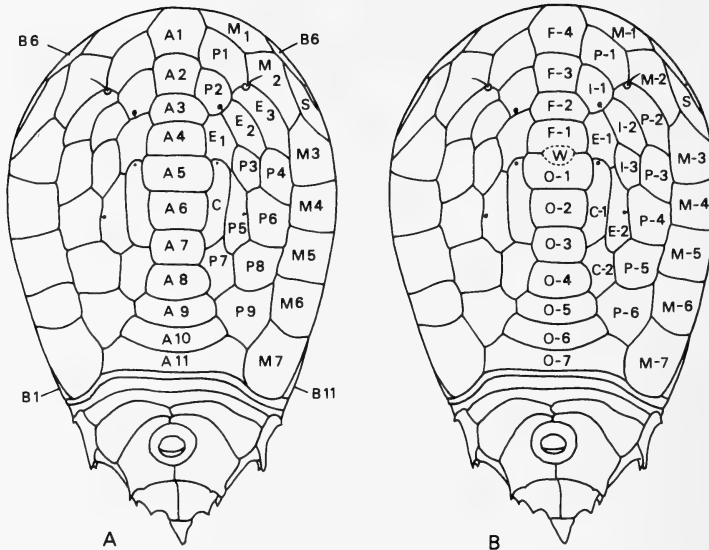 B6
A1
M1
P1
B6
A2
M2
P2
A3
E3
S
E2
A4
E1
M3
P3
P4
A5
A6
C
M4
P6
P5
A7
M5
P7
P8
A8
M6
A9
P9
A10
A11
M7
B1
B11
A
F-4
M-1
P-1
B6
F-3
M-2
I-1
S
F-2
P-2
I-2
F-1
E-1
W
M-3
I-3
P-3
O-1
M-4
O-2
C-1
P-4
E-2
O-3
M-5
C-2
P-5
O-4
M-6
O-5
P-6
O-6
O-7
M-7
B